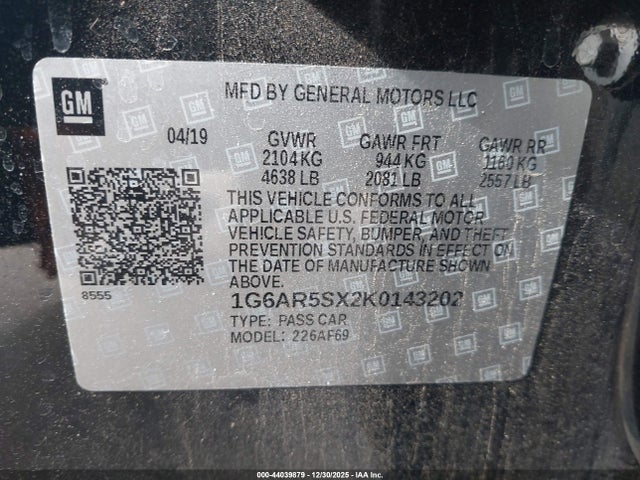 GM
MFD BY GENERAL MOTORS LLC
04/19 GVWR GAWR FRT GAWR RR
2104 KG 944 KG 1160 KG
4638 LB 2081 LB 2557 LB
THIS VEHICLE CONFORMS TO ALL
APPLICABLE U.S. FEDERAL MOTOR
VEHICLE SAFETY, BUMPER, AND THEFT
PREVENTION STANDARDS IN EFFECT ON
THE DATE OF MANUFACTURE SHOWN
ABOVE.
8555
1G6AR5SX2K0143202
TYPE: PASS CAR
MODEL: 226AF69
000-44039879 - 12/30/2025 - IAA Inc.